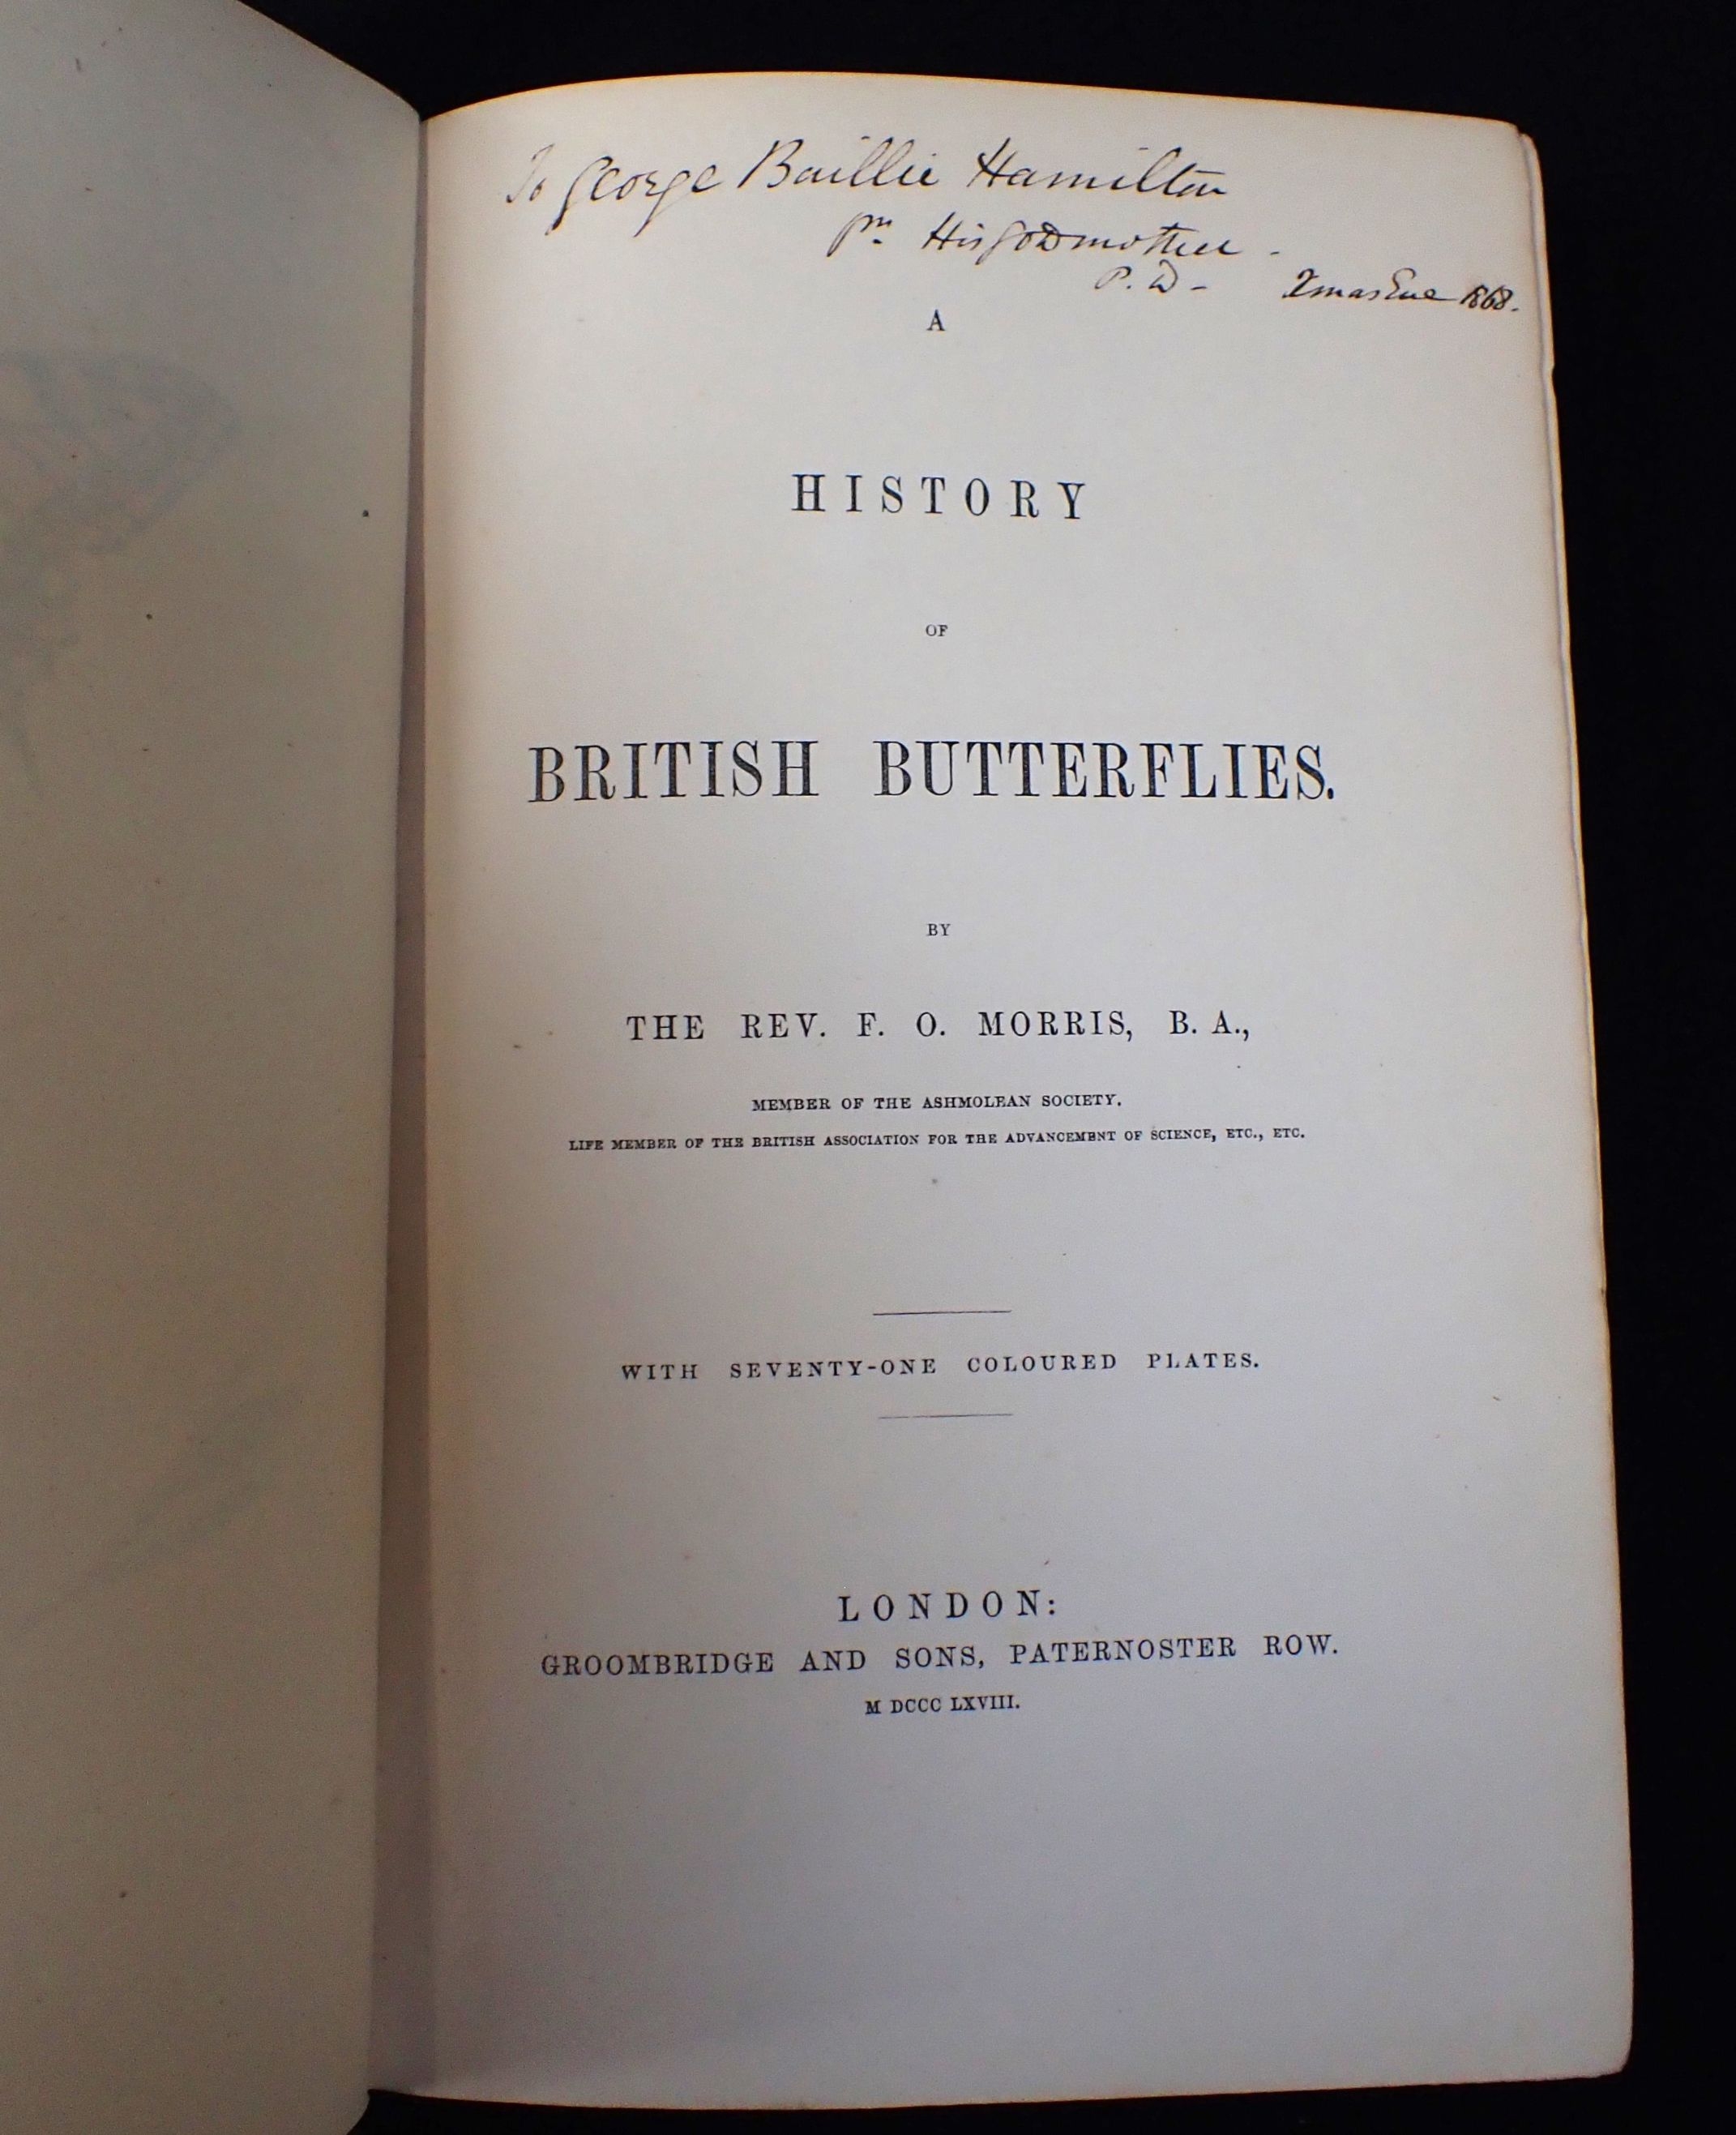 To George Baillie Hamilton
fm His Godmother -
P. D - Xmas Eve 1868.
A
HISTORY
OF
BRITISH BUTTERFLIES.
BY
THE REV. F. O. MORRIS, B. A.,
MEMBER OF THE ASHMOLEAN SOCIETY.
LIFE MEMBER OF THE BRITISH ASSOCIATION FOR THE ADVANCEMENT OF SCIENCE, ETC., ETC.
WITH SEVENTY-ONE COLOURED PLATES.
LONDON:
GROOMBRIDGE AND SONS, PATERNOSTER ROW.
M DCCC LXVIII.